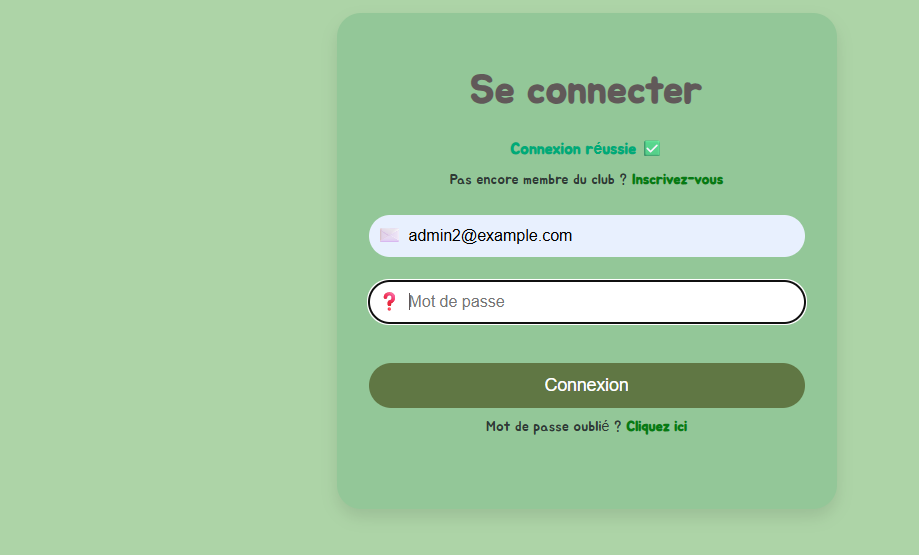 Se connecter
Connexion réussie ✅
Pas encore membre du club ? Inscrivez-vous
admin2@example.com
Mot de passe
Connexion
Mot de passe oublié ? Cliquez ici